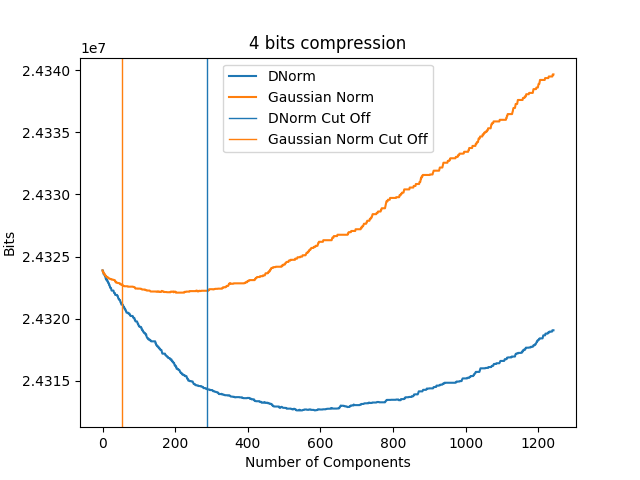 4 bits compression
1e7
2.4340
2.4335
2.4330
2.4325
2.4320
2.4315
Bits
DNorm
Gaussian Norm
DNorm Cut Off
Gaussian Norm Cut Off
0 200 400 600 800 1000 1200
Number of Components